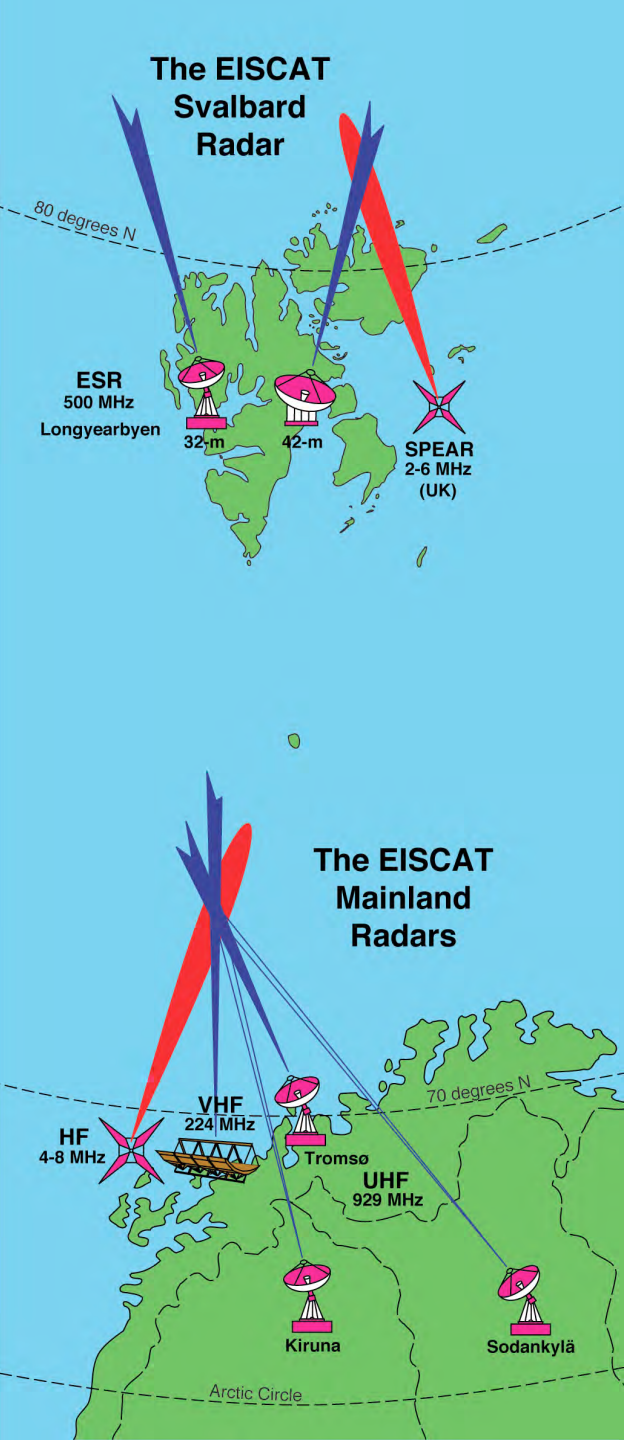 The EISCAT
Svalbard
Radar
80 degrees N
ESR
500 MHz
Longyearbyen
32-m
42-m
SPEAR
2-6 MHz
(UK)
The EISCAT
Mainland
Radars
70 degrees N
VHF
224 MHz
HF
4-8 MHz
Tromsø
UHF
929 MHz
Kiruna
Sodankylä
Arctic Circle